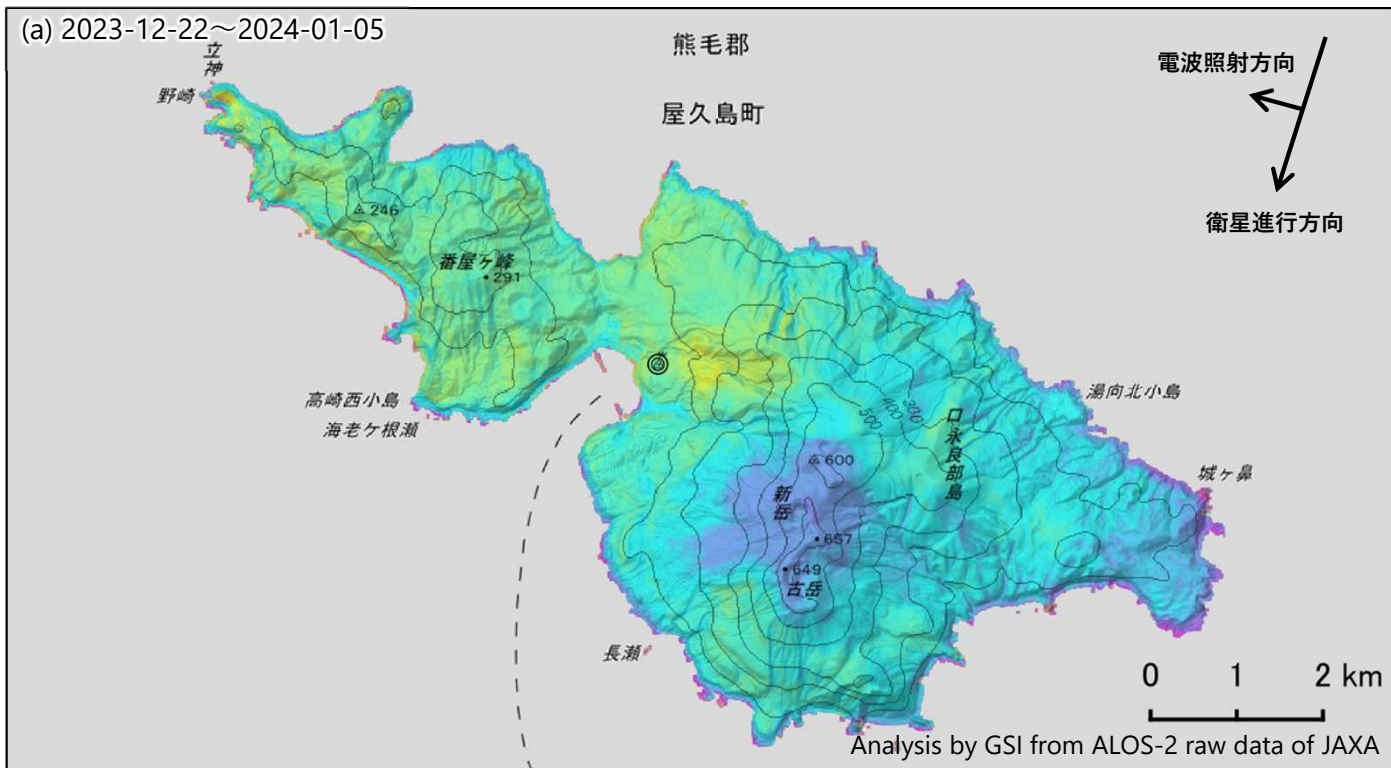 (a) 2023-12-22～2024-01-05
熊毛郡
屋久島町
電波照射方向
衛星進行方向
立神
野崎
246
番屋ヶ峰
291
高崎西小島
海老ケ根瀬
湯向北小島
300
400
500
口永良部島
城ヶ鼻
600
新岳
657
649
古岳
長瀬
0 1 2 km
Analysis by GSI from ALOS-2 raw data of JAXA